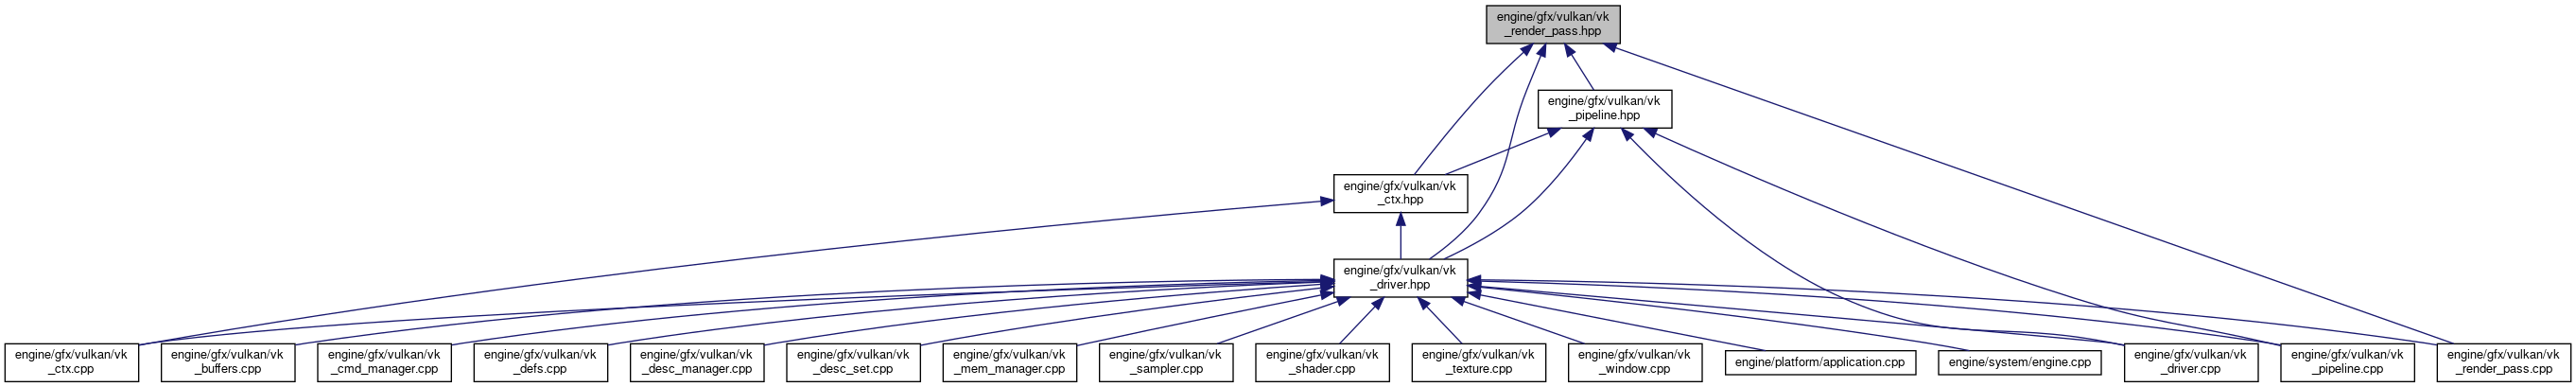 engine/gfx/vulkan/vk
_render_pass.hpp
engine/gfx/vulkan/vk
_pipeline.hpp
engine/gfx/vulkan/vk
_ctx.hpp
engine/gfx/vulkan/vk
_driver.hpp
engine/gfx/vulkan/vk
_ctx.cpp
engine/gfx/vulkan/vk
_buffers.cpp
engine/gfx/vulkan/vk
_cmd_manager.cpp
engine/gfx/vulkan/vk
_defs.cpp
engine/gfx/vulkan/vk
_desc_manager.cpp
engine/gfx/vulkan/vk
_desc_set.cpp
engine/gfx/vulkan/vk
_mem_manager.cpp
engine/gfx/vulkan/vk
_sampler.cpp
engine/gfx/vulkan/vk
_shader.cpp
engine/gfx/vulkan/vk
_texture.cpp
engine/gfx/vulkan/vk
_window.cpp
engine/platform/application.cpp
engine/system/engine.cpp
engine/gfx/vulkan/vk
_driver.cpp
engine/gfx/vulkan/vk
_pipeline.cpp
engine/gfx/vulkan/vk
_render_pass.cpp